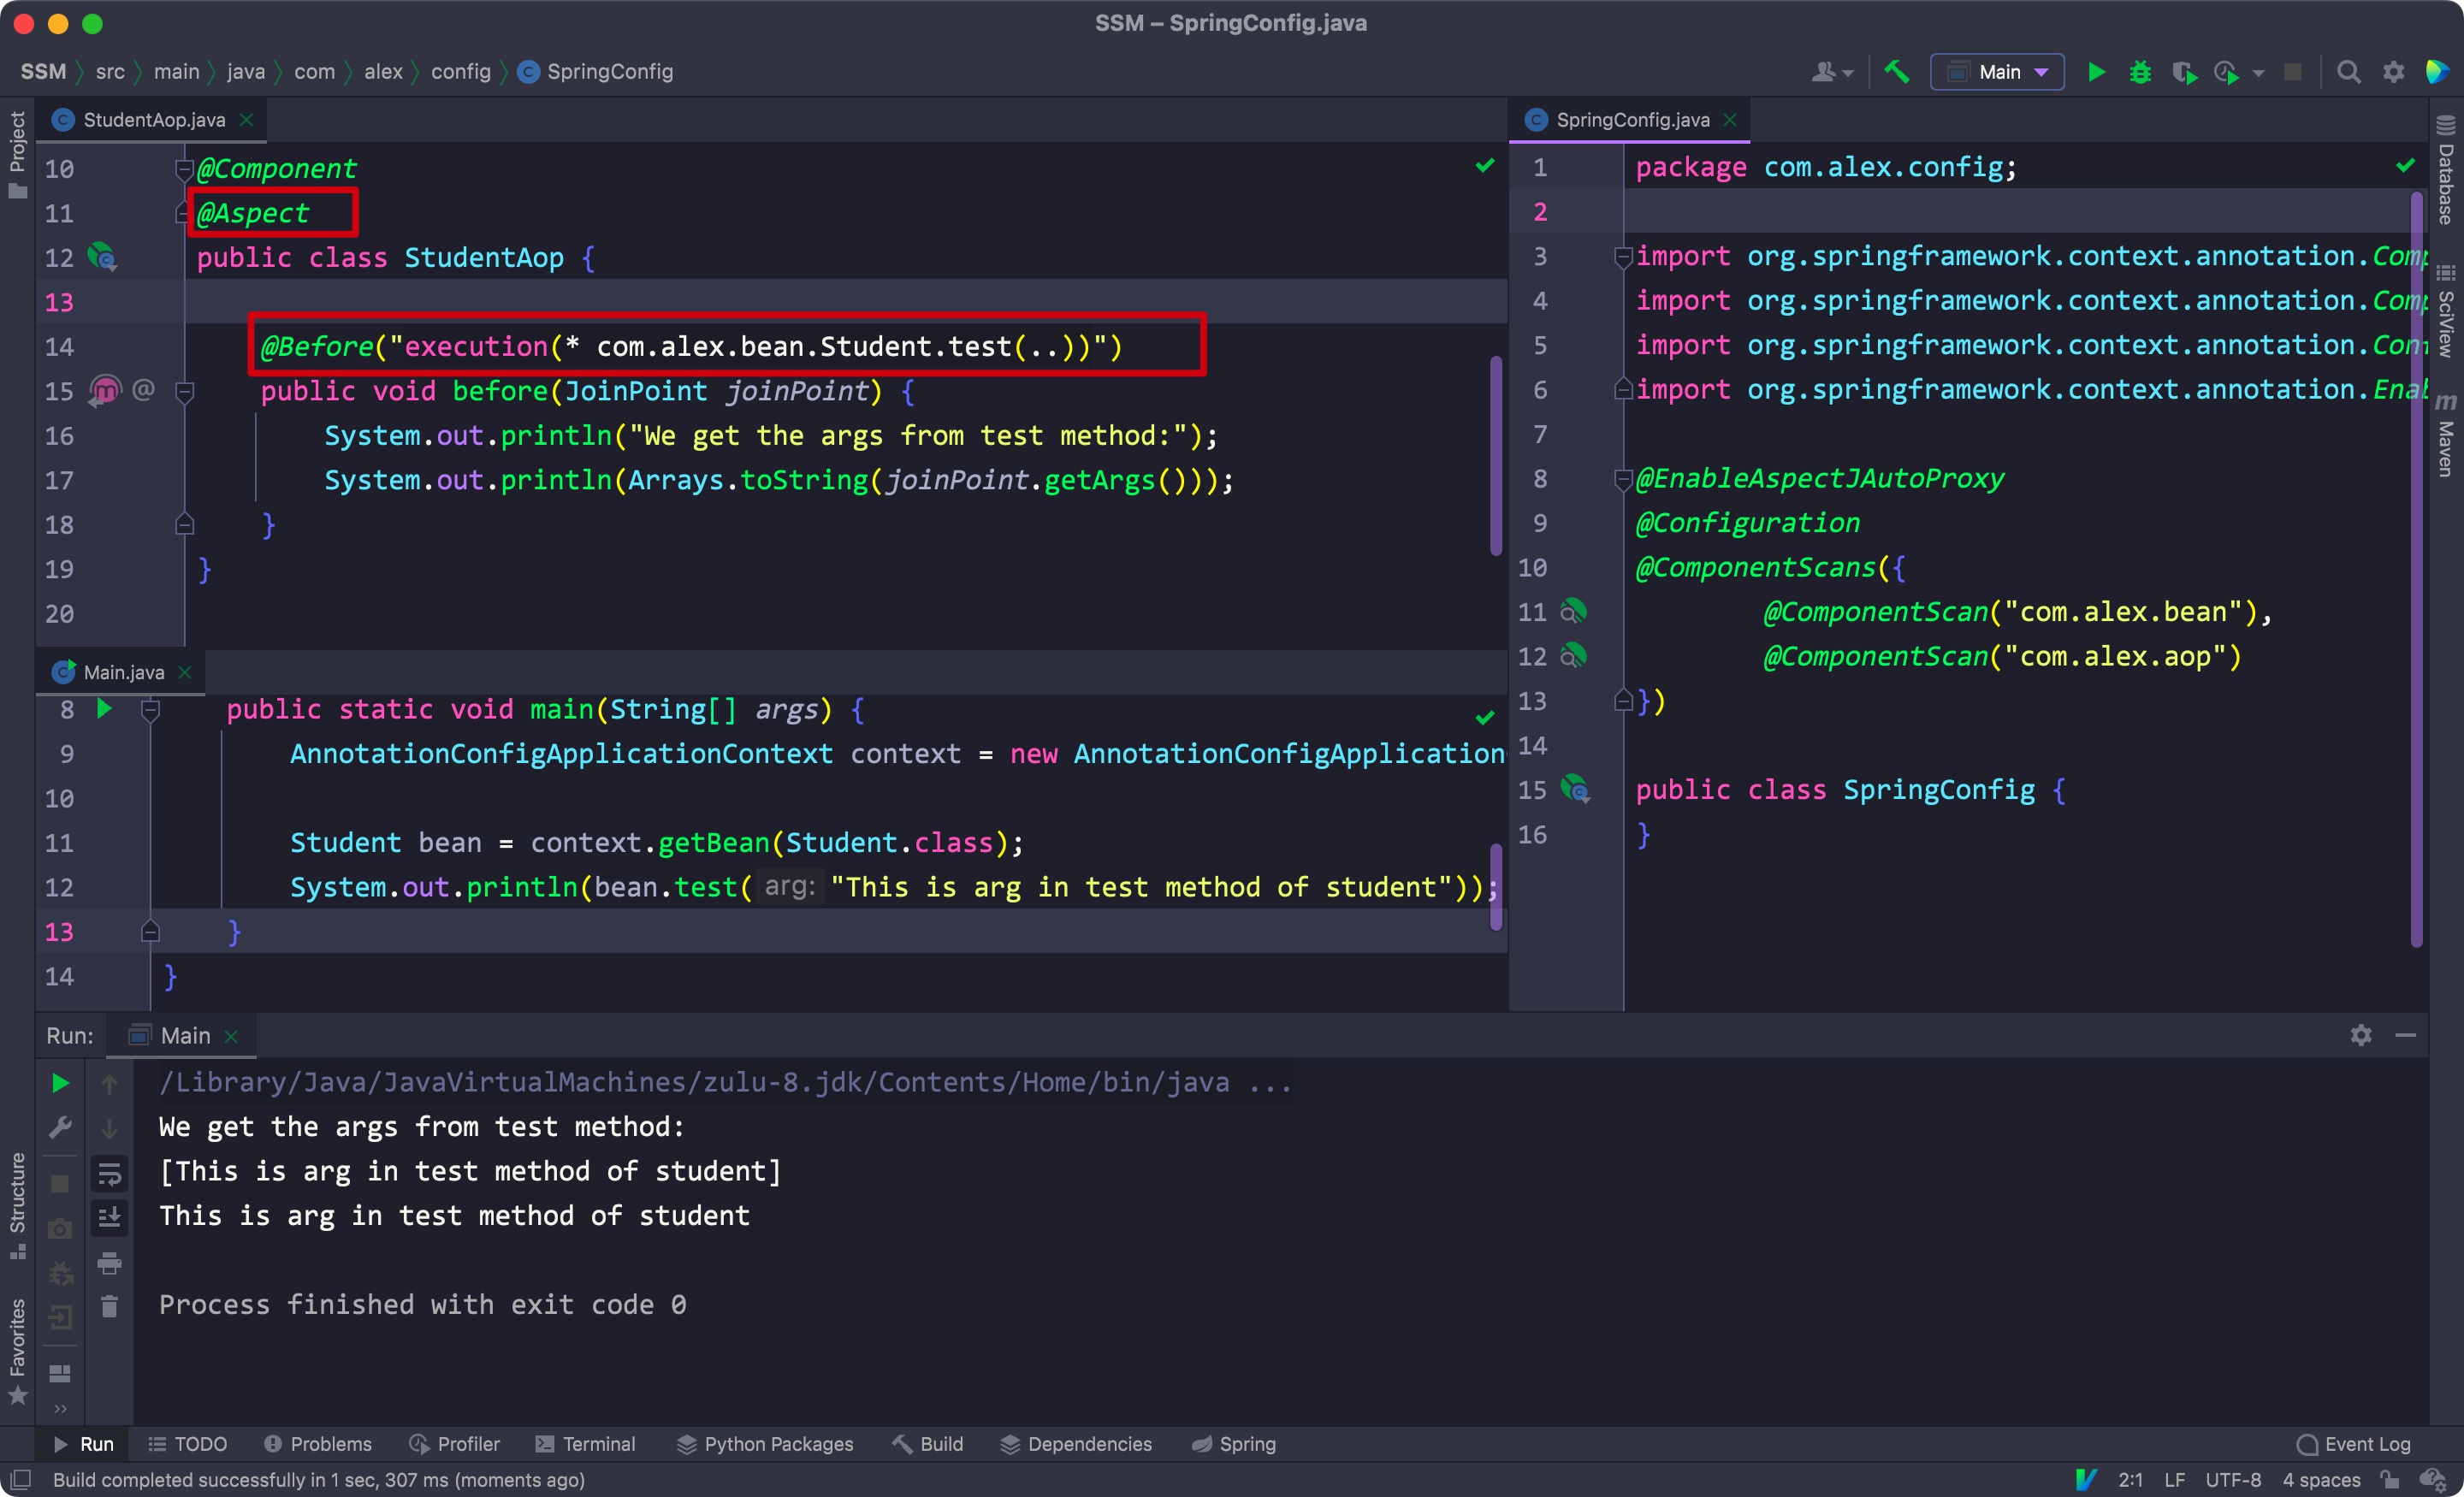 SSM – SpringConfig.java
SSM src main java com alex config SpringConfig
Main
Project
StudentAop.java
10 @Component
11 @Aspect
12 public class StudentAop {
13
14 @Before("execution(* com.alex.bean.Student.test(..))")
15 public void before(JoinPoint joinPoint) {
16 System.out.println("We get the args from test method:");
17 System.out.println(Arrays.toString(joinPoint.getArgs()));
18 }
19 }
20
Main.java
8 public static void main(String[] args) {
9 AnnotationConfigApplicationContext context = new AnnotationConfigApplication
10
11 Student bean = context.getBean(Student.class);
12 System.out.println(bean.test( arg: "This is arg in test method of student"));
13 }
14 }
SpringConfig.java
1 package com.alex.config;
2
3 import org.springframework.context.annotation.Comp
4 import org.springframework.context.annotation.Comp
5 import org.springframework.context.annotation.Conf
6 import org.springframework.context.annotation.Enab
7
8 @EnableAspectJAutoProxy
9 @Configuration
10 @ComponentScans({
11 @ComponentScan("com.alex.bean"),
12 @ComponentScan("com.alex.aop")
13 })
14
15 public class SpringConfig {
16 }
Database
SciView
Maven
Run: Main
/Library/Java/JavaVirtualMachines/zulu-8.jdk/Contents/Home/bin/java ...
We get the args from test method:
[This is arg in test method of student]
This is arg in test method of student
Process finished with exit code 0
Structure
Favorites
Run TODO Problems Profiler Terminal Python Packages Build Dependencies Spring Event Log
Build completed successfully in 1 sec, 307 ms (moments ago) 2:1 LF UTF-8 4 spaces